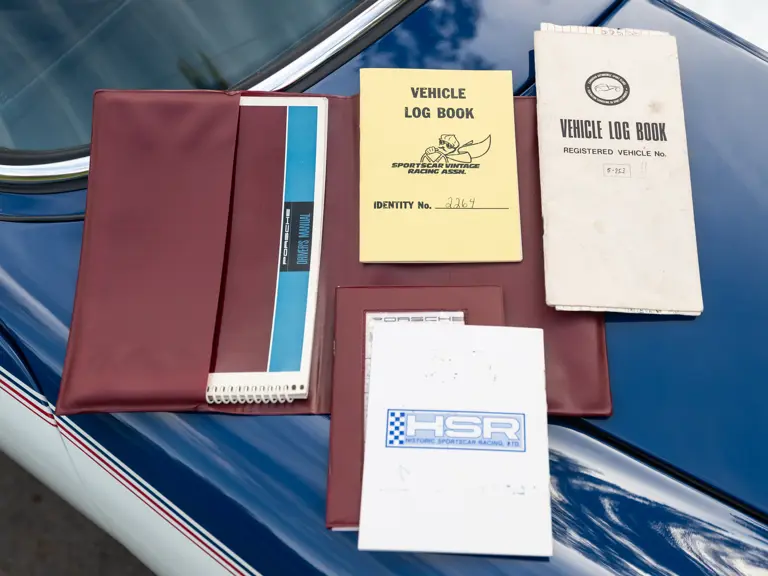 VEHICLE
LOG BOOK
SPORTSCAR VINTAGE
RACING ASSN.
IDENTITY No. 2264
VEHICLE LOG BOOK
REGISTERED VEHICLE No.
PORSCHE
DRIVER'S MANUAL
PORSCHE
HSR
HISTORIC SPORTSCAR RACING, LTD.